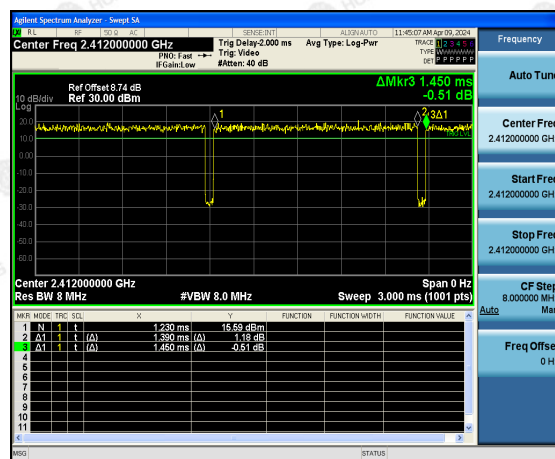 Agilent Spectrum Analyzer - Swept SA
RL RF 50 Ω AC SENSE:INT ALIGNAUTO 11:45:07 AM Apr 09, 2024
Center Freq 2.412000000 GHz
PNO: Fast
IFGain:Low
Trig Delay-2.000 ms
Trig: Video
#Atten: 40 dB
Avg Type: Log-Pwr
TRACE 1 2 3 4 5 6
TYPE
DET P P P P P P
ΔMkr3 1.450 ms
-0.51 dB
Ref Offset 8.74 dB
10 dB/div Ref 30.00 dBm
Log
20.0
10.0
0.00
-10.0
-20.0
-30.0
-40.0
-50.0
-60.0
1
2 3Δ1
TRIG LVL
Center 2.412000000 GHz Span 0 Hz
Res BW 8 MHz #VBW 8.0 MHz Sweep 3.000 ms (1001 pts)
MKR MODE TRC SCL X Y FUNCTION FUNCTION WIDTH FUNCTION VALUE
1 N 1 t 1.230 ms 15.59 dBm
2 Δ1 1 t (Δ) 1.390 ms (Δ) 1.18 dB
3 Δ1 1 t (Δ) 1.450 ms (Δ) -0.51 dB
4
5
6
7
8
9
10
11
MSG STATUS
Frequency
Auto Tune
Center Freq
2.412000000 GH
Start Freq
2.412000000 GH
Stop Freq
2.412000000 GH
CF Step
8.000000 MH
Auto Ma
Freq Offse
0 H